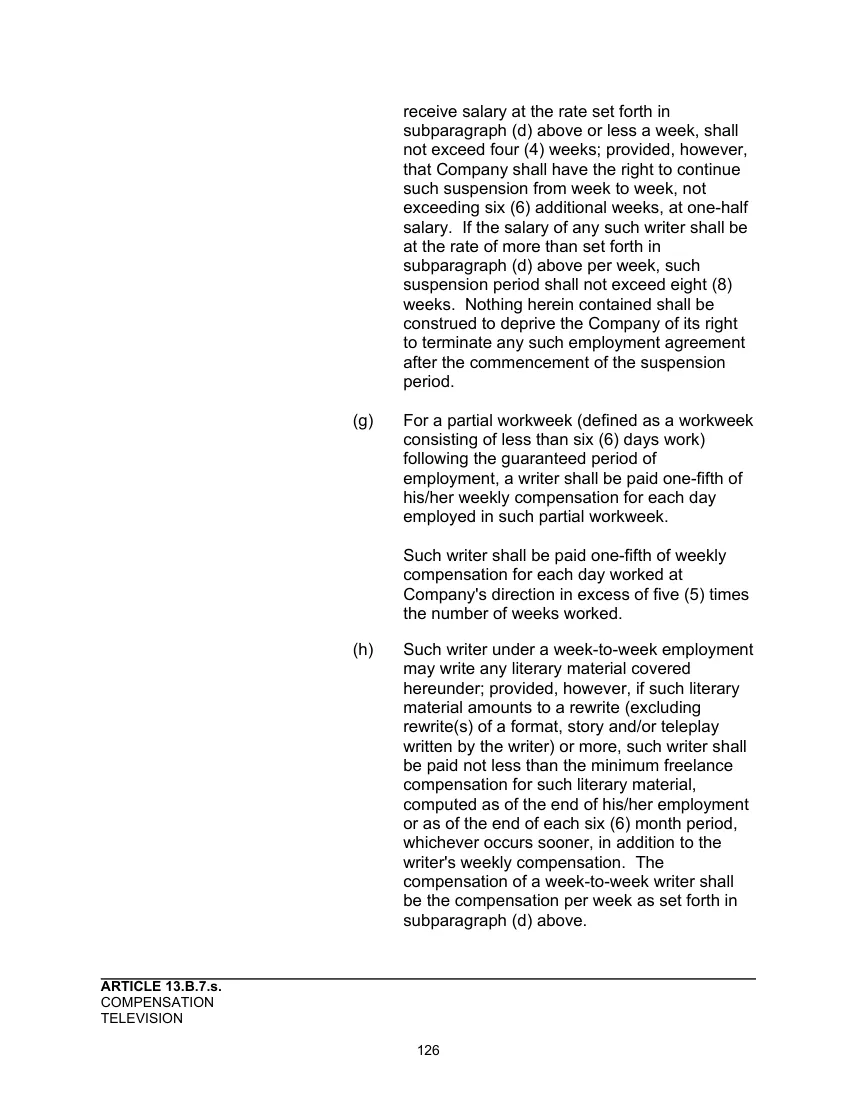 receive salary at the rate set forth in
subparagraph (d) above or less a week, shall
not exceed four (4) weeks; provided, however,
that Company shall have the right to continue
such suspension from week to week, not
exceeding six (6) additional weeks, at one-half
salary.  If the salary of any such writer shall be
at the rate of more than set forth in
subparagraph (d) above per week, such
suspension period shall not exceed eight (8)
weeks.  Nothing herein contained shall be
construed to deprive the Company of its right
to terminate any such employment agreement
after the commencement of the suspension
period.
(g) For a partial workweek (defined as a workweek
consisting of less than six (6) days work)
following the guaranteed period of
employment, a writer shall be paid one-fifth of
his/her weekly compensation for each day
employed in such partial workweek.
Such writer shall be paid one-fifth of weekly
compensation for each day worked at
Company's direction in excess of five (5) times
the number of weeks worked.
(h) Such writer under a week-to-week employment
may write any literary material covered
hereunder; provided, however, if such literary
material amounts to a rewrite (excluding
rewrite(s) of a format, story and/or teleplay
written by the writer) or more, such writer shall
be paid not less than the minimum freelance
compensation for such literary material,
computed as of the end of his/her employment
or as of the end of each six (6) month period,
whichever occurs sooner, in addition to the
writer's weekly compensation.  The
compensation of a week-to-week writer shall
be the compensation per week as set forth in
subparagraph (d) above.
ARTICLE 13.B.7.s.
COMPENSATION
TELEVISION
126